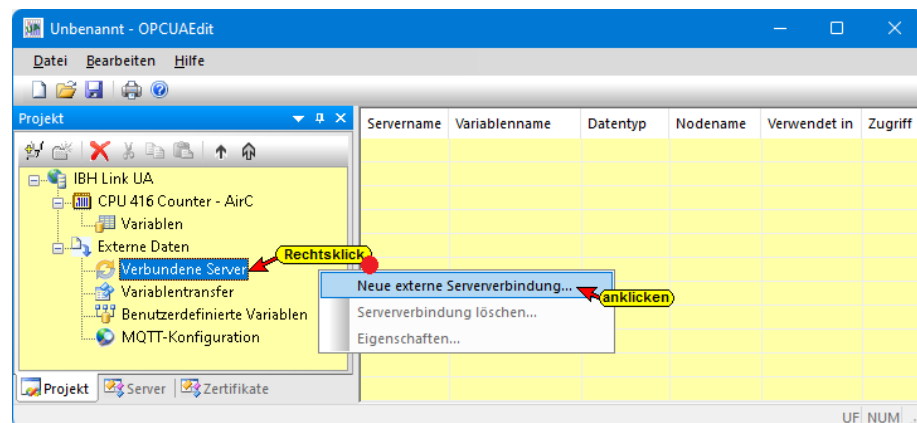 Unbenannt - OPCUAEdit
Datei Bearbeiten Hilfe
Projekt
Servername Variablenname Datentyp Nodename Verwendet in Zugriff
IBH Link UA
CPU 416 Counter - AirC
Variablen
Externe Daten
Rechtsklick
Verbundene Server
Neue externe Serververbindung...
anklicken
Variablentransfer
Serververbindung löschen...
Benutzerdefinierte Variablen
Eigenschaften...
MQTT-Konfiguration
Projekt Server Zertifikate
UF NUM